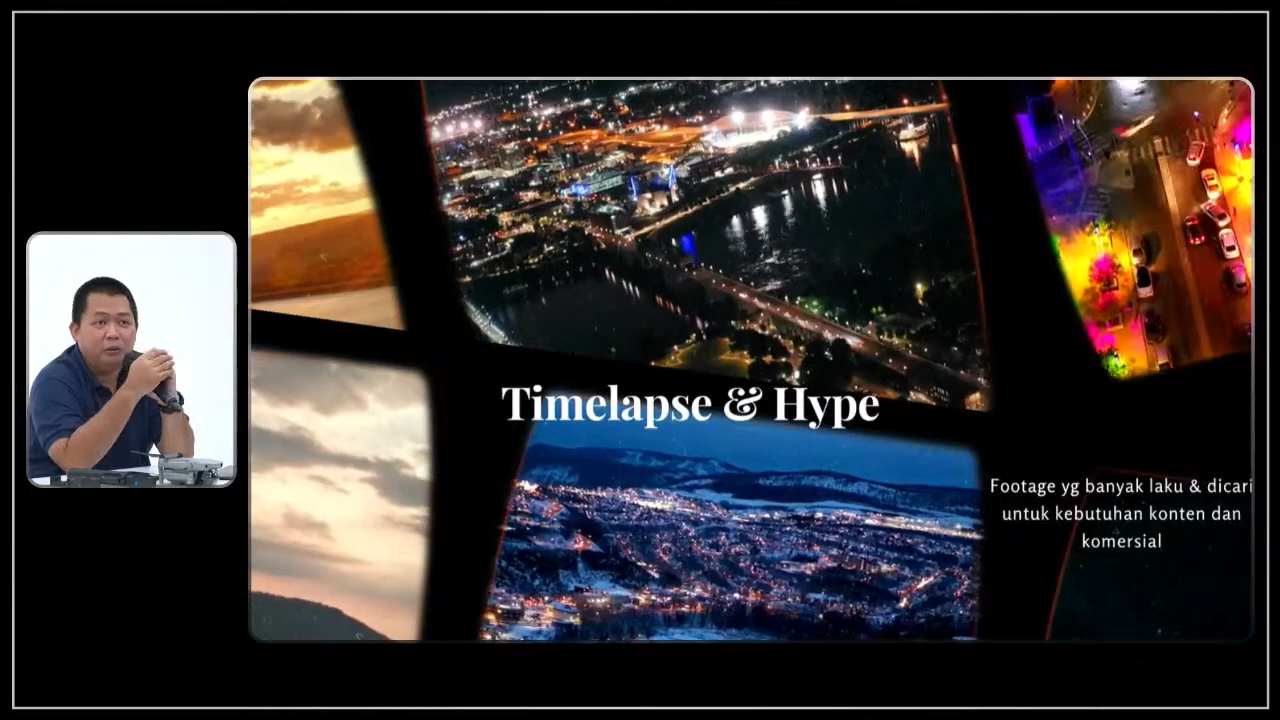 Timelapse & Hype
Footage yg banyak laku & dicari
untuk kebutuhan konten dan
komersial